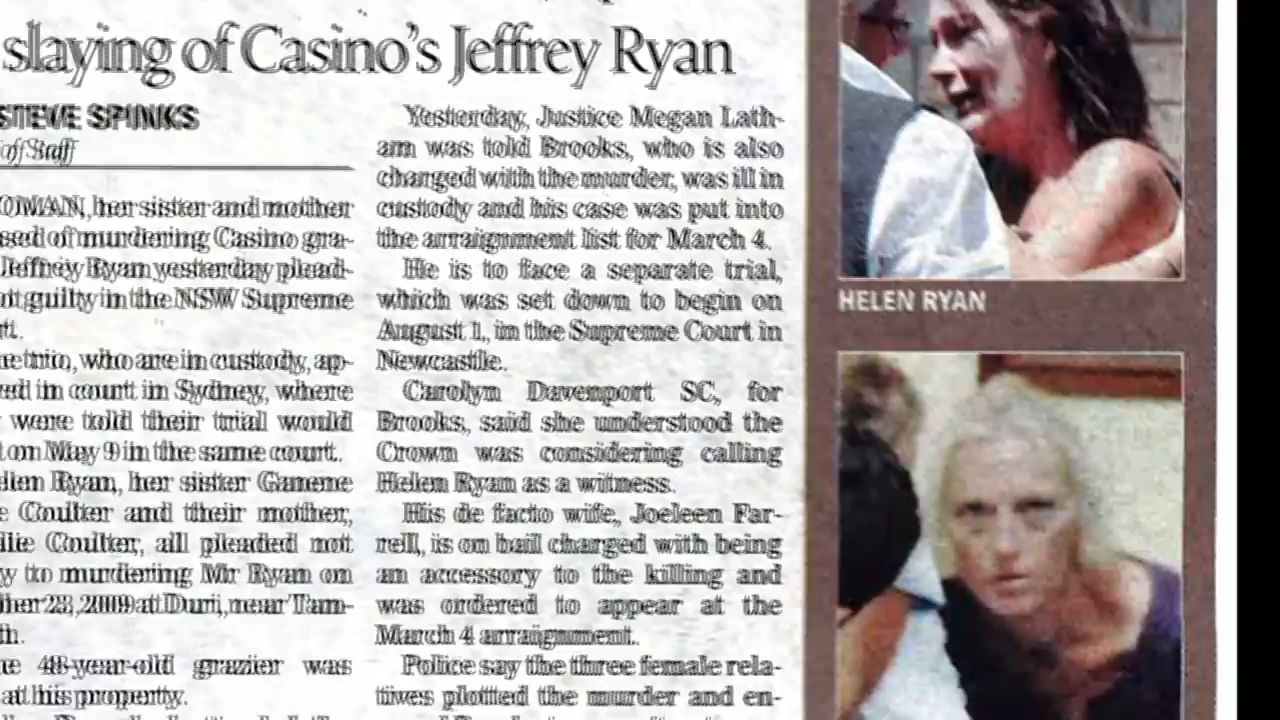 slaying of Casino's Jeffrey Ryan
STEVE SPINKS
Staff
OMAN, her sister and mother
sed of murdering Casino gra-
Jeffrey Ryan yesterday plead-
guilty in the NSW Supreme
rt.
e trio, who are in custody, ap-
ed in court in Sydney, where
were told their trial would
on May 9 in the same court.
len Ryan, her sister Ganene
e Coulter and their mother,
lie Coulter, all pleaded not
y to murdering Mr Ryan on
ber 23, 2009 at Duri, near Tam-
th.
e 48-year-old grazier was
at his property.
Yesterday, Justice Megan Lath-
am was told Brooks, who is also
charged with the murder, was ill in
custody and his case was put into
the arraignment list for March 4.
He is to face a separate trial,
which was set down to begin on
August 1, in the Supreme Court in
Newcastle.
Carolyn Davenport SC, for
Brooks, said she understood the
Crown was considering calling
Helen Ryan as a witness.
His de facto wife, Joeleen Far-
rell, is on bail charged with being
an accessory to the killing and
was ordered to appear at the
March 4 arraignment.
Police say the three female rela-
tives plotted the murder and en-
HELEN RYAN